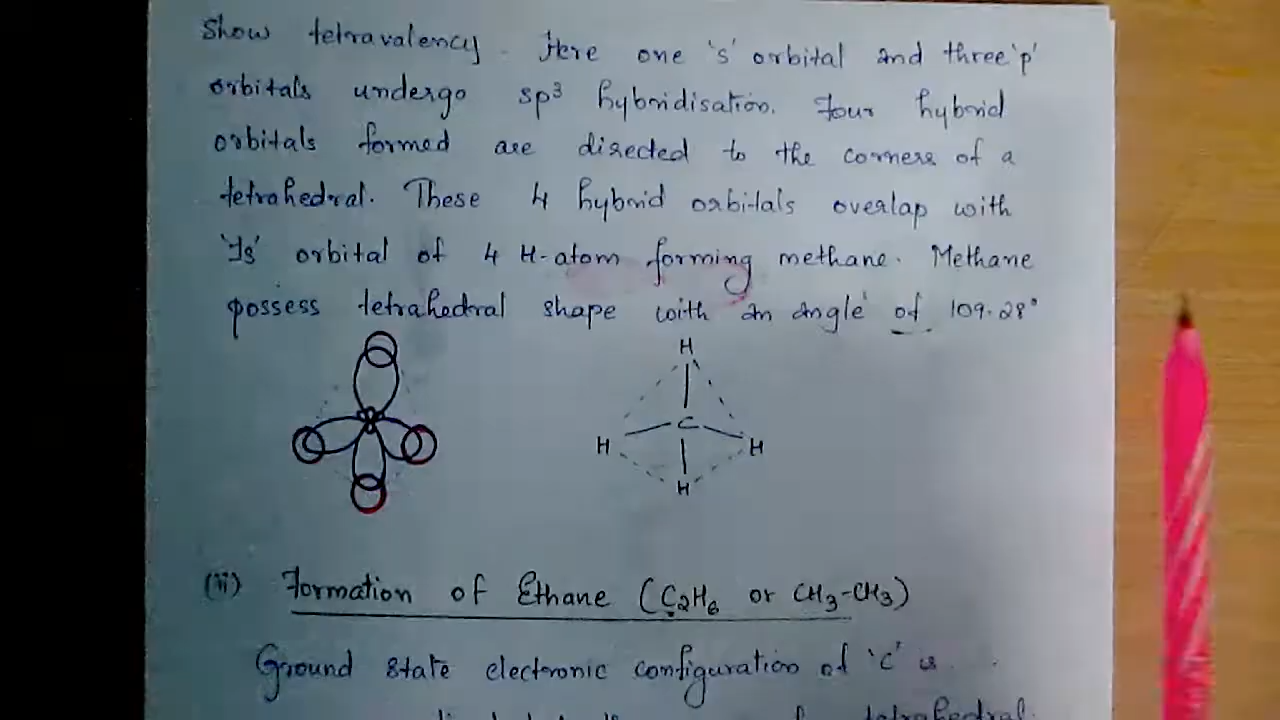 Show tetravalency. Here one 's' orbital and three 'p'
orbitals undergo sp³ hybridisation. Four hybrid
orbitals formed are directed to the corners of a
tetrahedral. These 4 hybrid orbitals overlap with
'1s' orbital of 4 H-atom forming methane. Methane
possess tetrahedral shape with an angle of 109.28°
H
C
H H
H
(ii) Formation of Ethane (C₂H₆ or CH₃-CH₃)
Ground state electronic configuration of 'C' is
tetrahedral.